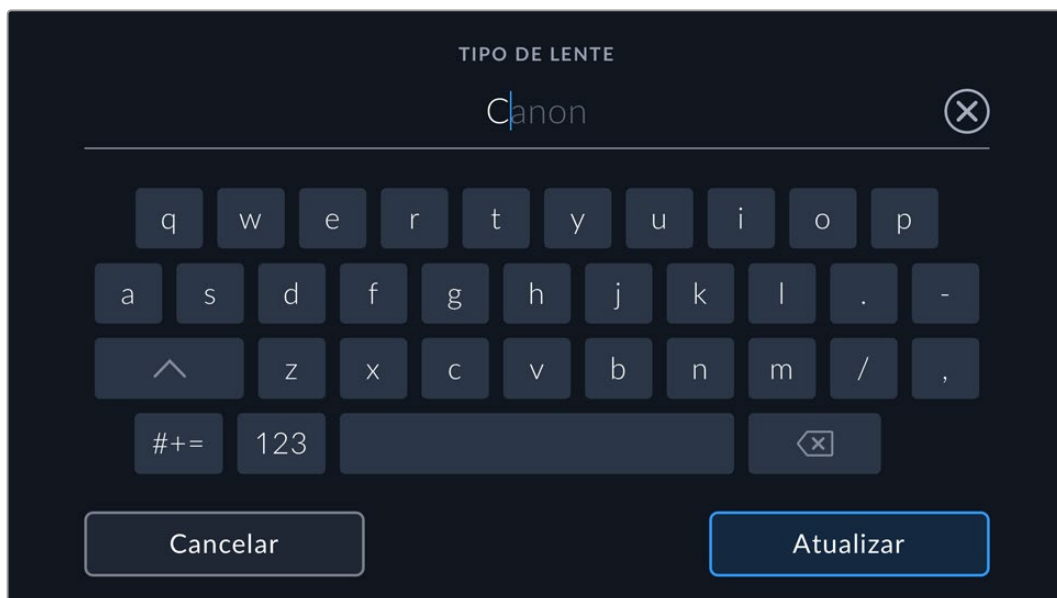 TIPO DE LENTE
Canon
q w e r t y u i o p
a s d f g h j k l . -
z x c v b n m / ,
#+= 123
Cancelar Atualizar